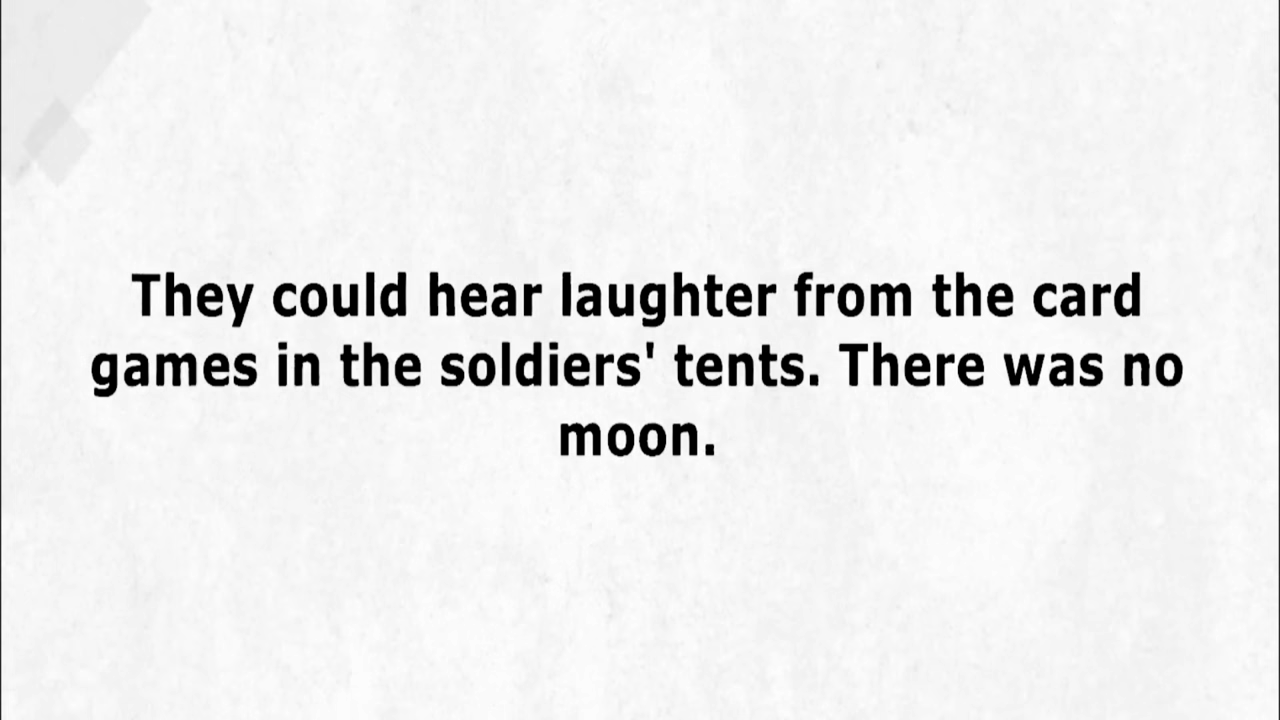 They could hear laughter from the card
games in the soldiers' tents. There was no
moon.